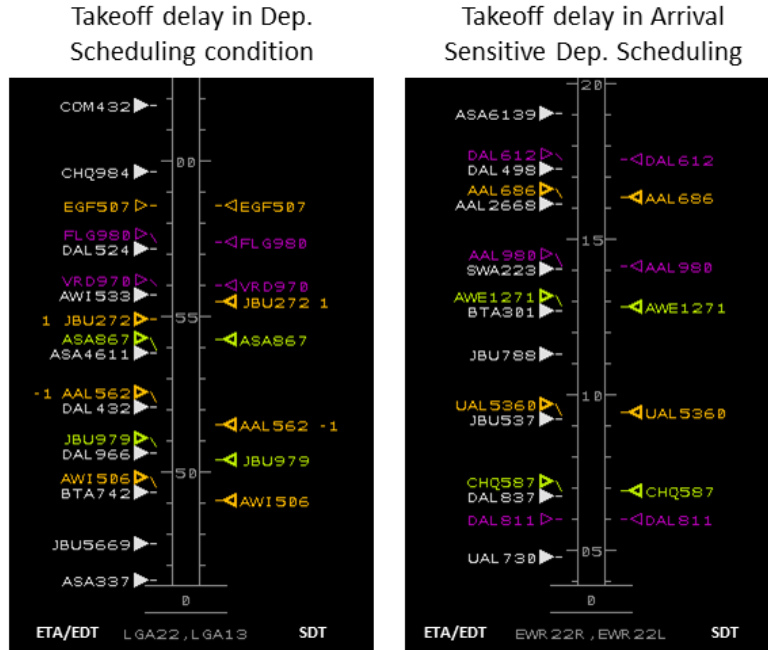 Takeoff delay in Dep.
Scheduling condition
COM432
00
CHQ984
EGF507 EGF507
FLG980 FLG980
DAL524
VRD970 VRD970
AWI533
JBU272 1
1 JBU272
55
ASA867 ASA867
ASA4611
-1 AAL562
DAL432
AAL562 -1
JBU979
DAL966
JBU979
AWI506
50
BTA742
AWI506
JBU5669
ASA337
0
ETA/EDT LGA22,LGA13 SDT
Takeoff delay in Arrival
Sensitive Dep. Scheduling
20
ASA6139
DAL612 DAL612
DAL498
AAL686 AAL686
AAL2668
15
AAL980 AAL980
SWA223
AWE1271 AWE1271
BTA301
JBU788
10
UAL5360 UAL5360
JBU537
CHQ587 CHQ587
DAL837
DAL811 DAL811
05
UAL730
0
ETA/EDT EWR22R,EWR22L SDT